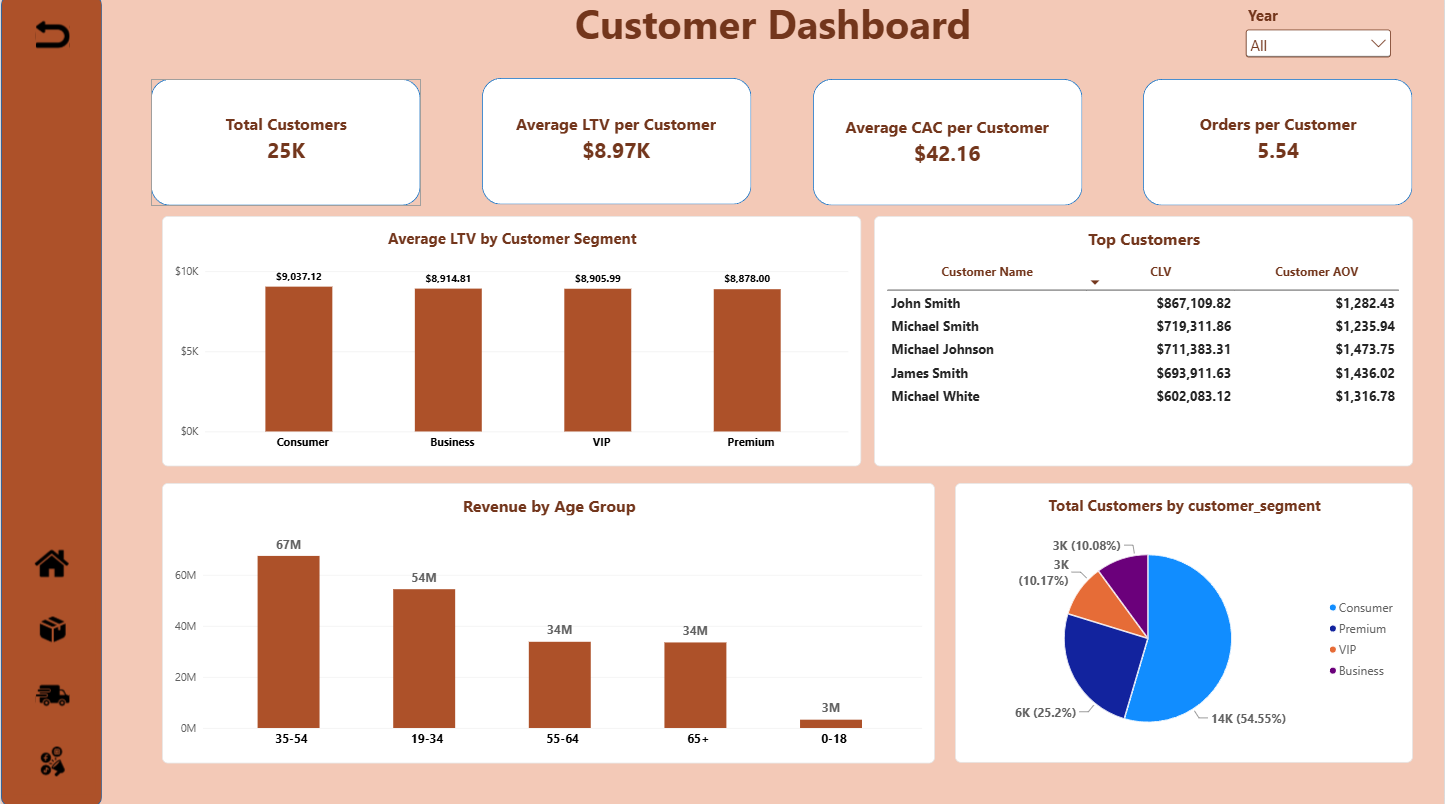 Customer Dashboard
Year
All
Total Customers
25K
Average LTV per Customer
$8.97K
Average CAC per Customer
$42.16
Orders per Customer
5.54
Average LTV by Customer Segment
$10K
$5K
$0K
$9,037.12
$8,914.81
$8,905.99
$8,878.00
Consumer
Business
VIP
Premium
Top Customers
Customer Name CLV Customer AOV
John Smith $867,109.82 $1,282.43
Michael Smith $719,311.86 $1,235.94
Michael Johnson $711,383.31 $1,473.75
James Smith $693,911.63 $1,436.02
Michael White $602,083.12 $1,316.78
Revenue by Age Group
60M
40M
20M
0M
67M
54M
34M
34M
3M
35-54
19-34
55-64
65+
0-18
Total Customers by customer_segment
3K (10.08%)
3K
(10.17%)
6K (25.2%)
14K (54.55%)
Consumer
Premium
VIP
Business